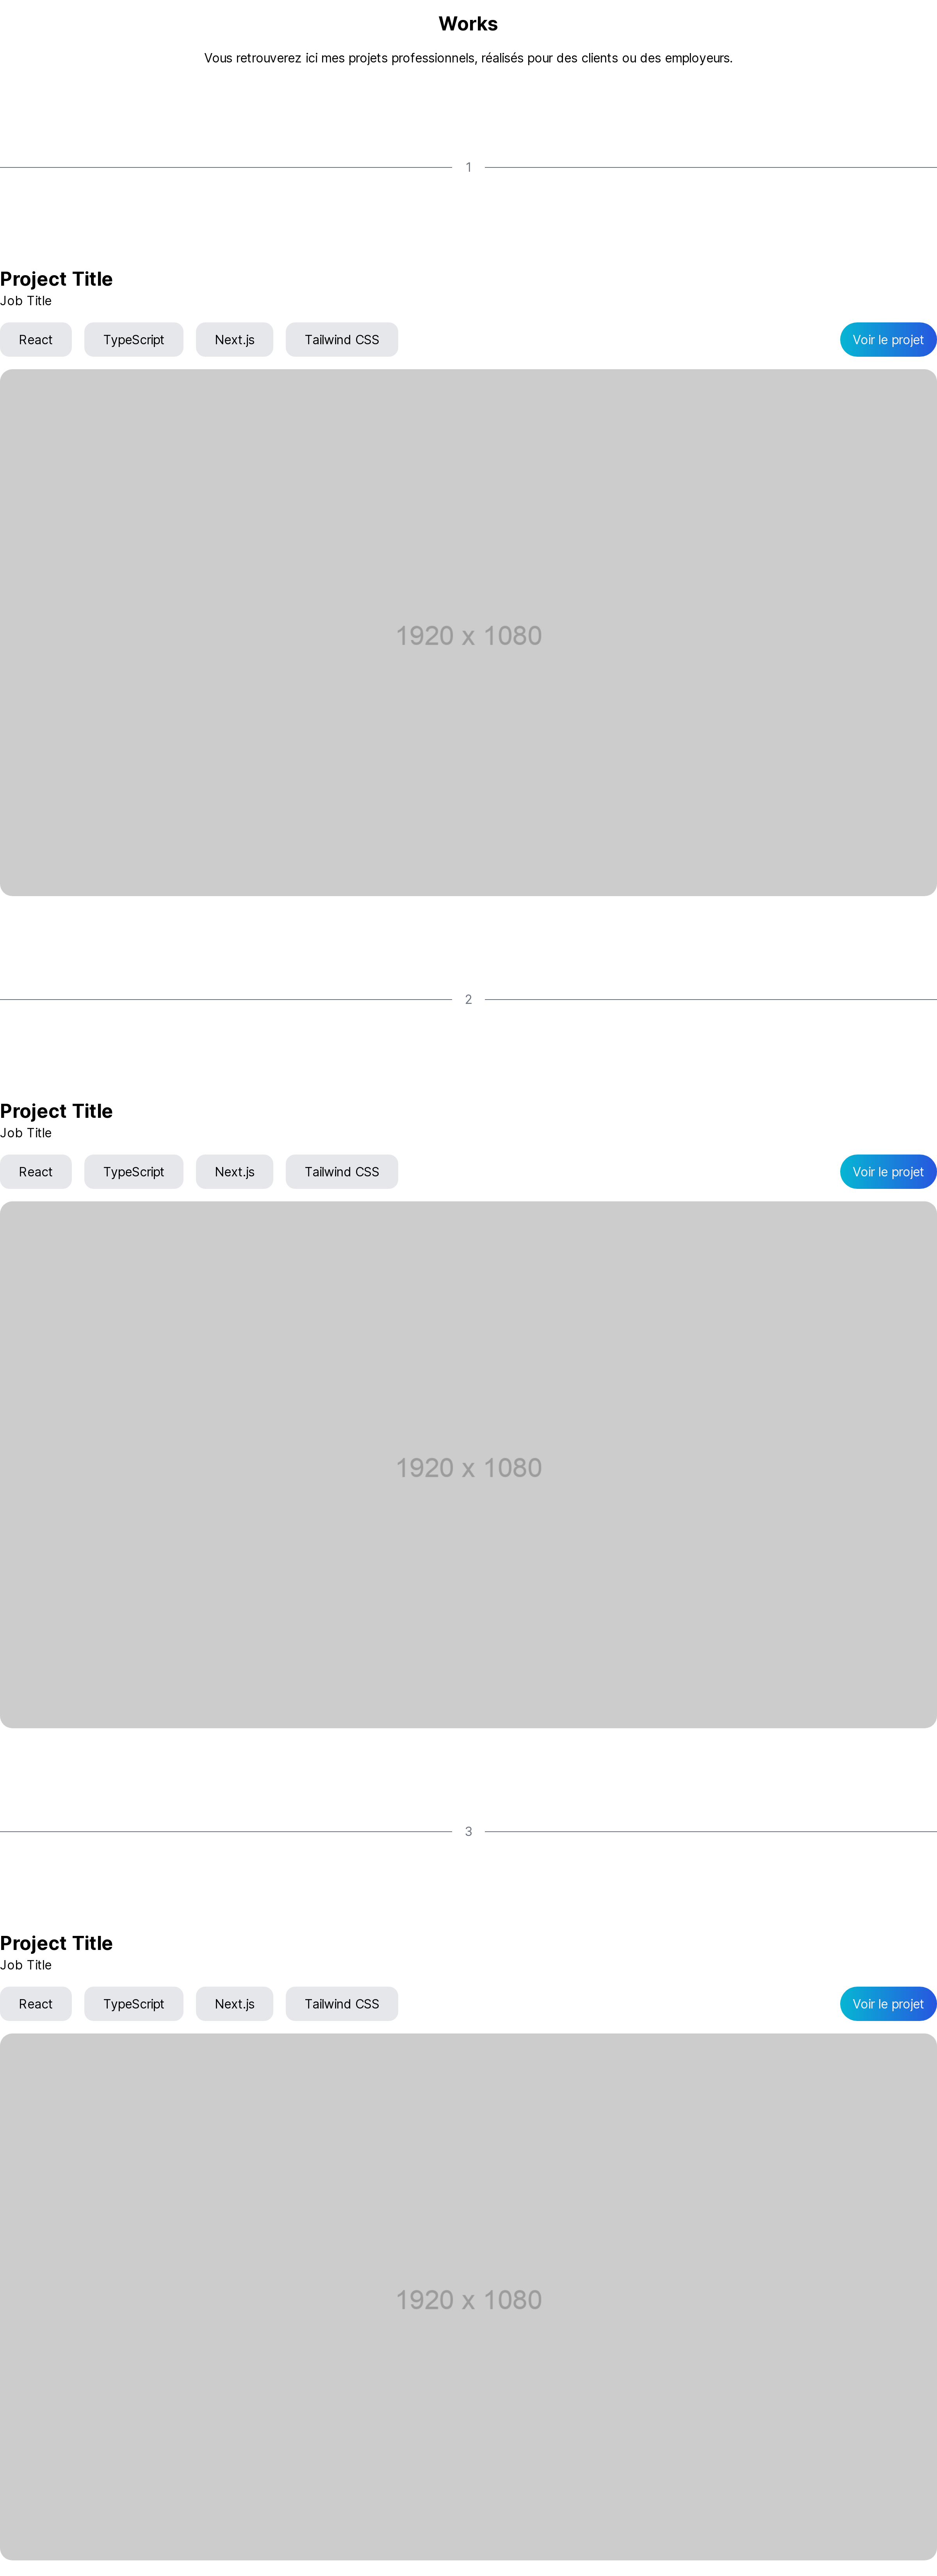 Works
Vous retrouverez ici mes projets professionnels, réalisés pour des clients ou des employeurs.
1
Project Title
Job Title
React TypeScript Next.js Tailwind CSS Voir le projet
1920 x 1080
2
Project Title
Job Title
React TypeScript Next.js Tailwind CSS Voir le projet
1920 x 1080
3
Project Title
Job Title
React TypeScript Next.js Tailwind CSS Voir le projet
1920 x 1080